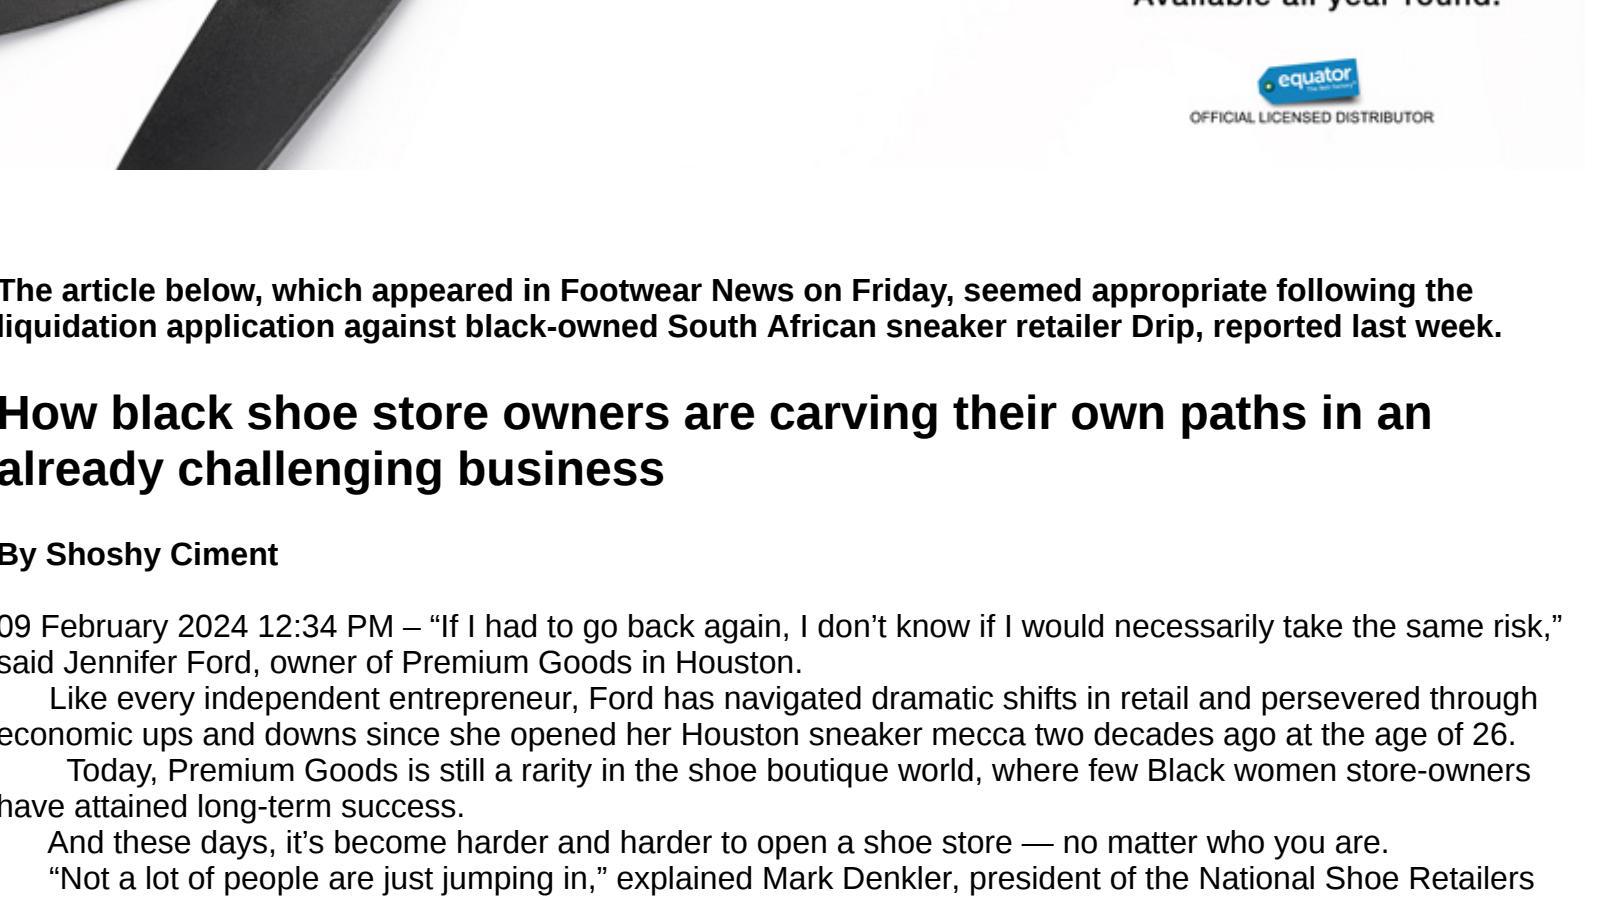 Available all year round.
equator
The Belt Factory
OFFICIAL LICENSED DISTRIBUTOR
The article below, which appeared in Footwear News on Friday, seemed appropriate following the
liquidation application against black-owned South African sneaker retailer Drip, reported last week.
How black shoe store owners are carving their own paths in an
already challenging business
By Shoshy Ciment
09 February 2024 12:34 PM – “If I had to go back again, I don’t know if I would necessarily take the same risk,”
said Jennifer Ford, owner of Premium Goods in Houston.
Like every independent entrepreneur, Ford has navigated dramatic shifts in retail and persevered through
economic ups and downs since she opened her Houston sneaker mecca two decades ago at the age of 26.
Today, Premium Goods is still a rarity in the shoe boutique world, where few Black women store-owners
have attained long-term success.
And these days, it’s become harder and harder to open a shoe store — no matter who you are.
“Not a lot of people are just jumping in,” explained Mark Denkler, president of the National Shoe Retailers